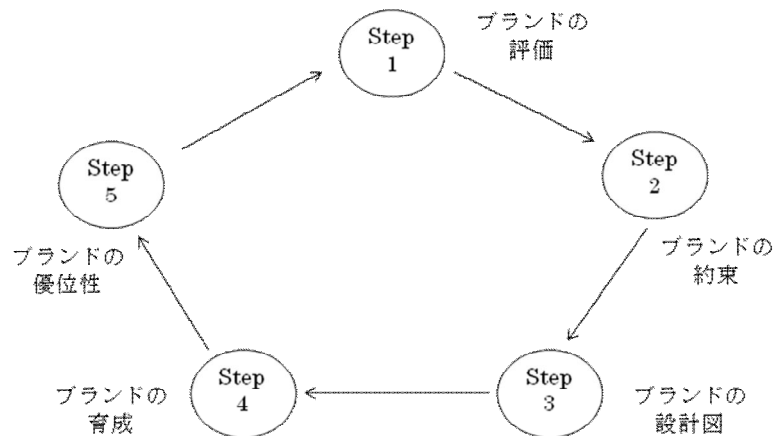 Step
1
ブランドの
評価
Step
2
ブランドの
約束
Step
3
ブランドの
設計図
Step
4
ブランドの
育成
Step
5
ブランドの
優位性